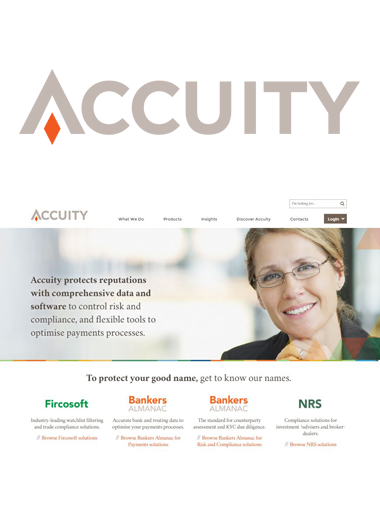 ACCUITY
I'm looking for...
ACCUITY
What We Do Products Insights Discover Accuity Contacts Login
Accuity protects reputations
with comprehensive data and
software to control risk and
compliance, and flexible tools to
optimise payments processes.
To protect your good name, get to know our names.
Fircosoft
Industry-leading watchlist filtering
and trade compliance solutions.
// Browse Fircosoft solutions
Bankers
ALMANAC
Accurate bank and routing data to
optimise your payments processes.
// Browse Bankers Almanac for
Payments solutions
Bankers
ALMANAC
The standard for counterparty
assessment and KYC due diligence.
// Browse Bankers Almanac for
Risk and Compliance solutions
NRS
Compliance solutions for
investment advisers and broker-
dealers.
// Browse NRS solutions